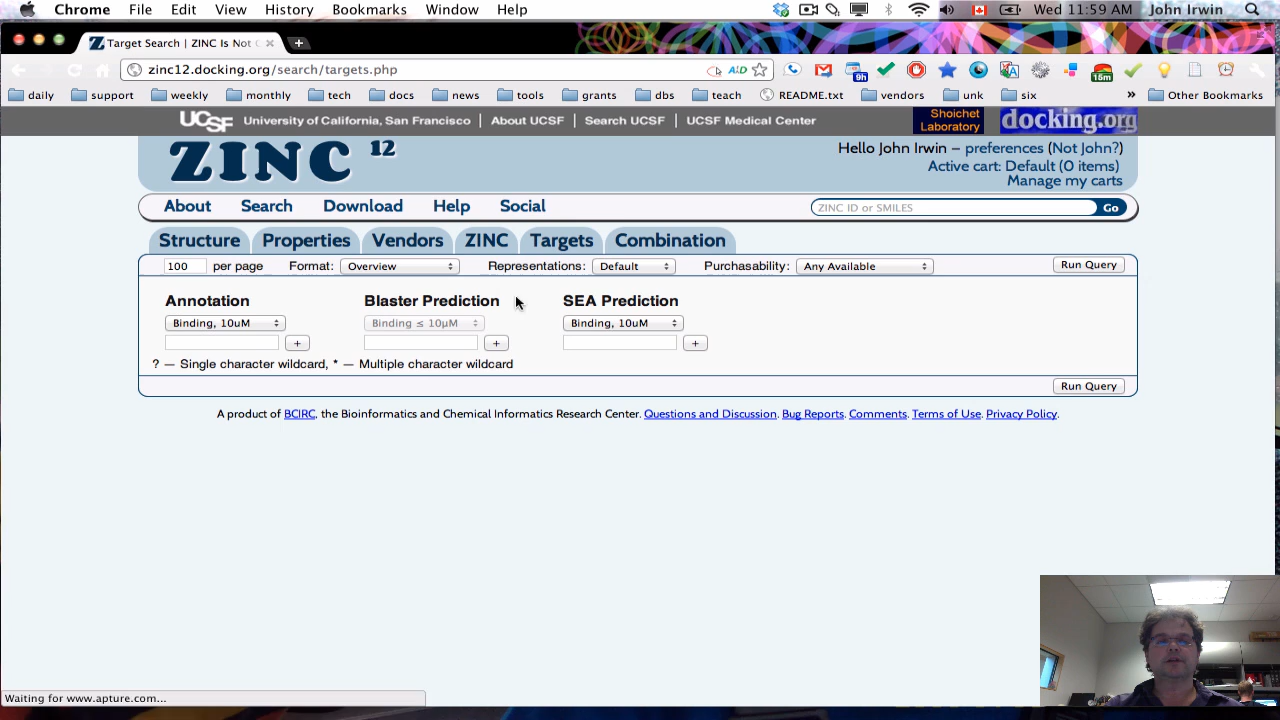 Chrome File Edit View History Bookmarks Window Help 9h Wed 11:59 AM John Irwin
Target Search | ZINC Is Not
zinc12.docking.org/search/targets.php 9h 15m
daily support weekly monthly tech docs news tools grants dbs teach README.txt vendors unk six » Other Bookmarks
UCSF University of California, San Francisco | About UCSF | Search UCSF | UCSF Medical Center Shoichet Laboratory docking.org
ZINC 12
Hello John Irwin – preferences (Not John?)
Active cart: Default (0 items)
Manage my carts
About Search Download Help Social ZINC ID or SMILES Go
Structure Properties Vendors ZINC Targets Combination
100 per page Format: Overview Representations: Default Purchasability: Any Available Run Query
Annotation Blaster Prediction SEA Prediction
Binding, 10uM Binding ≤ 10µM Binding, 10uM
+ + +
? — Single character wildcard, * — Multiple character wildcard
Run Query
A product of BCIRC, the Bioinformatics and Chemical Informatics Research Center. Questions and Discussion. Bug Reports. Comments. Terms of Use. Privacy Policy.
Waiting for www.apture.com...